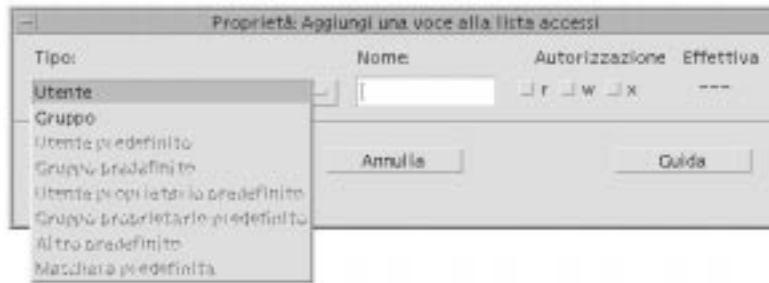 Proprietà: Aggiungi una voce alla lista accessi
Tipo: Nome: Autorizzazione Effettiva
Utente r w x ---
Gruppo
Utente predefinito
Gruppo predefinito
Annulla Guida
Utente proprietario predefinito
Gruppo proprietario predefinito
Altro predefinito
Maschera predefinita